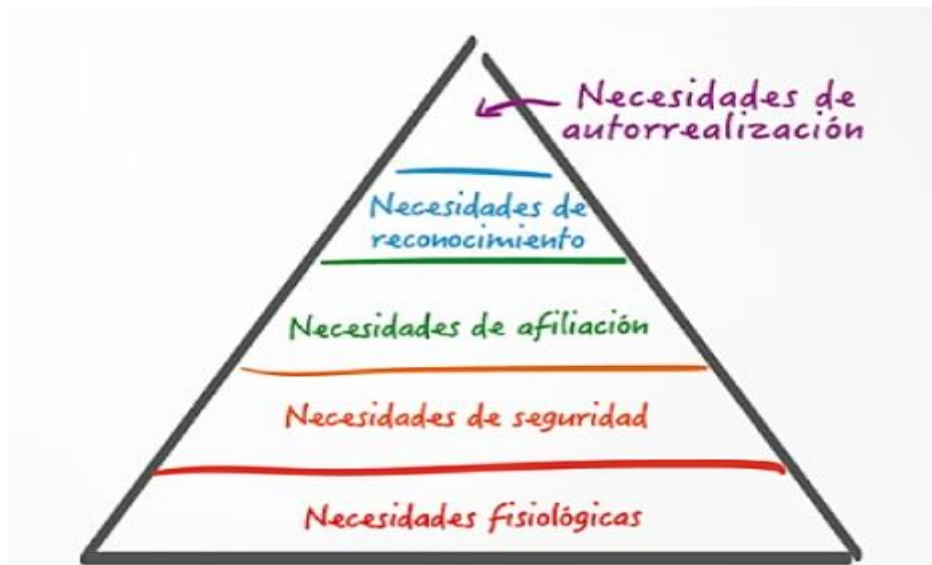 Necesidades de
autorrealización
Necesidades de
reconocimiento
Necesidades de afiliación
Necesidades de seguridad
Necesidades fisiológicas